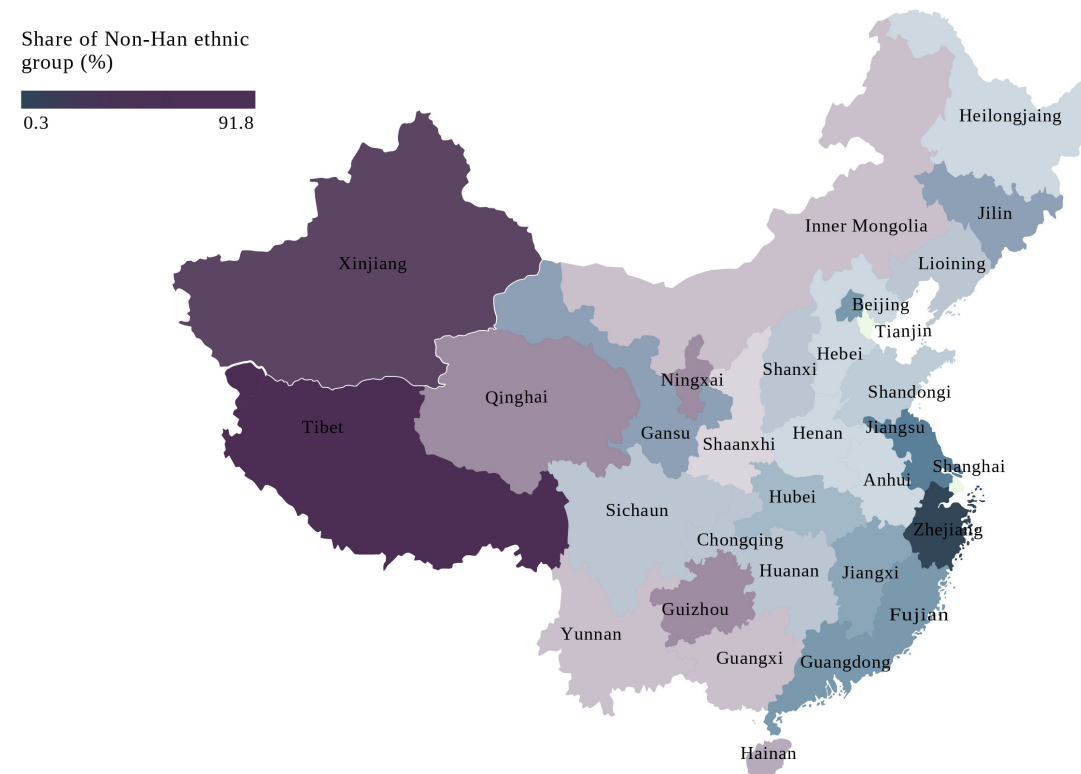 Share of Non-Han ethnic
group (%)
0.3 91.8
Heilongjaing
Jilin
Inner Mongolia
Xinjiang
Lioining
Beijing
Tianjin
Hebei
Shanxi
Ningxai
Shandongi
Qinghai
Tibet
Jiangsu
Gansu
Henan
Shaanxhi
Shanghai
Anhui
Hubei
Sichaun
Zhejiang
Chongqing
Huanan
Jiangxi
Guizhou
Fujian
Yunnan
Guangxi
Guangdong
Hainan